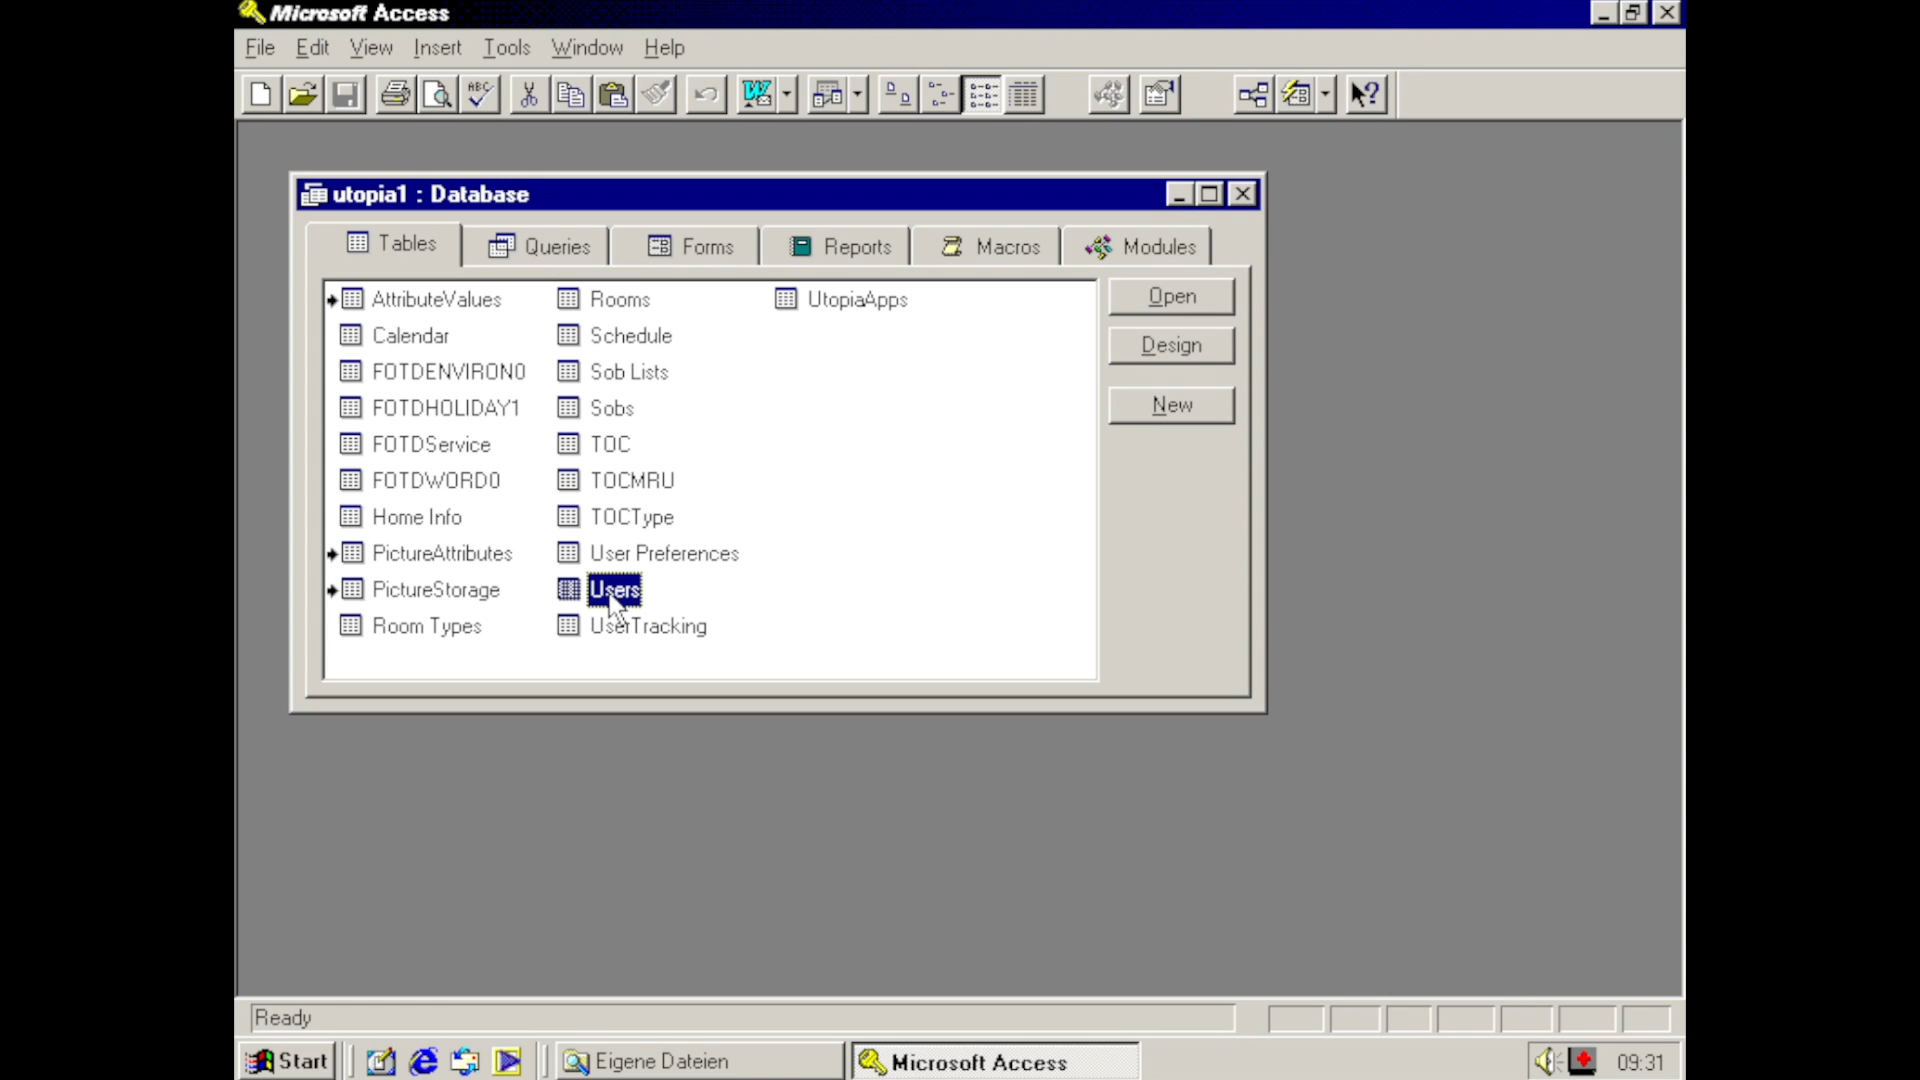 Microsoft Access
File Edit View Insert Tools Window Help
ABC W ?
utopia1 : Database
Tables Queries Forms Reports Macros Modules
AttributeValues Rooms UtopiaApps Open
Calendar Schedule Design
FOTDENVIRON0 Sob Lists
FOTDHOLIDAY1 Sobs New
FOTDService TOC
FOTDWORD0 TOCMRU
Home Info TOCType
PictureAttributes User Preferences
PictureStorage Users
Room Types UserTracking
Ready
Start Eigene Dateien Microsoft Access 09:31